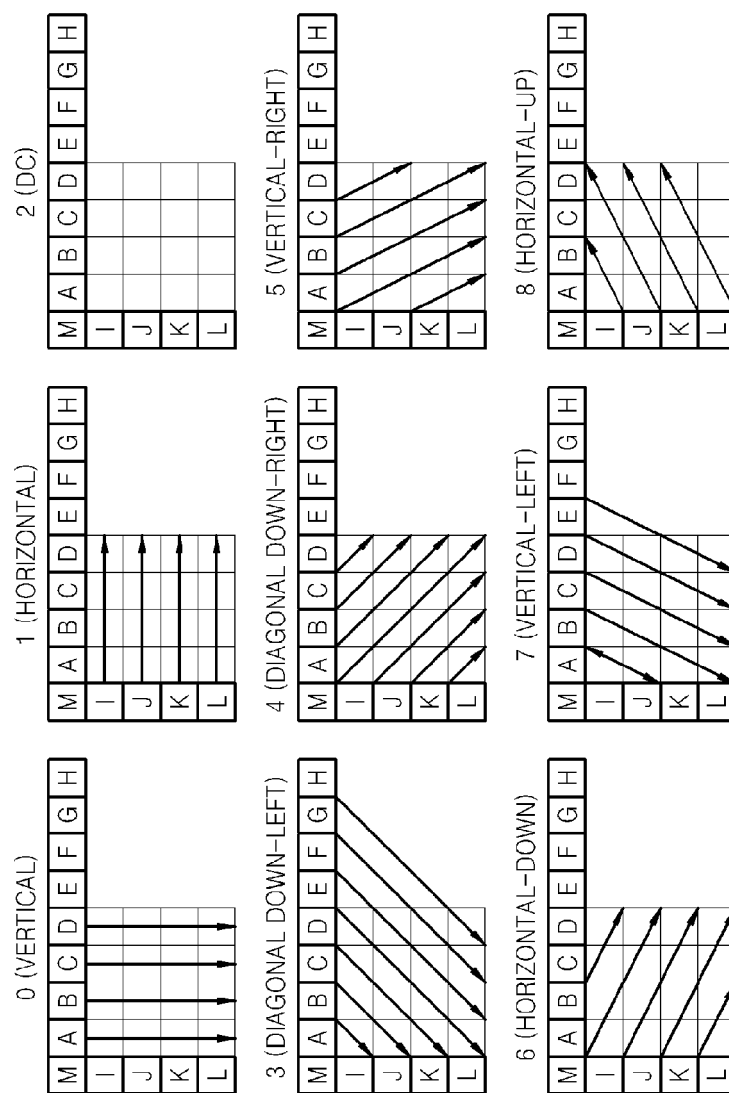 0 (VERTICAL)
M A B C D E F G H
I
J
K
L
1 (HORIZONTAL)
M A B C D E F G H
I
J
K
L
2 (DC)
M A B C D E F G H
I
J
K
L
3 (DIAGONAL DOWN-LEFT)
M A B C D E F G H
I
J
K
L
4 (DIAGONAL DOWN-RIGHT)
M A B C D E F G H
I
J
K
L
5 (VERTICAL-RIGHT)
M A B C D E F G H
I
J
K
L
6 (HORIZONTAL-DOWN)
M A B C D E F G H
I
J
K
L
7 (VERTICAL-LEFT)
M A B C D E F G H
I
J
K
L
8 (HORIZONTAL-UP)
M A B C D E F G H
I
J
K
L